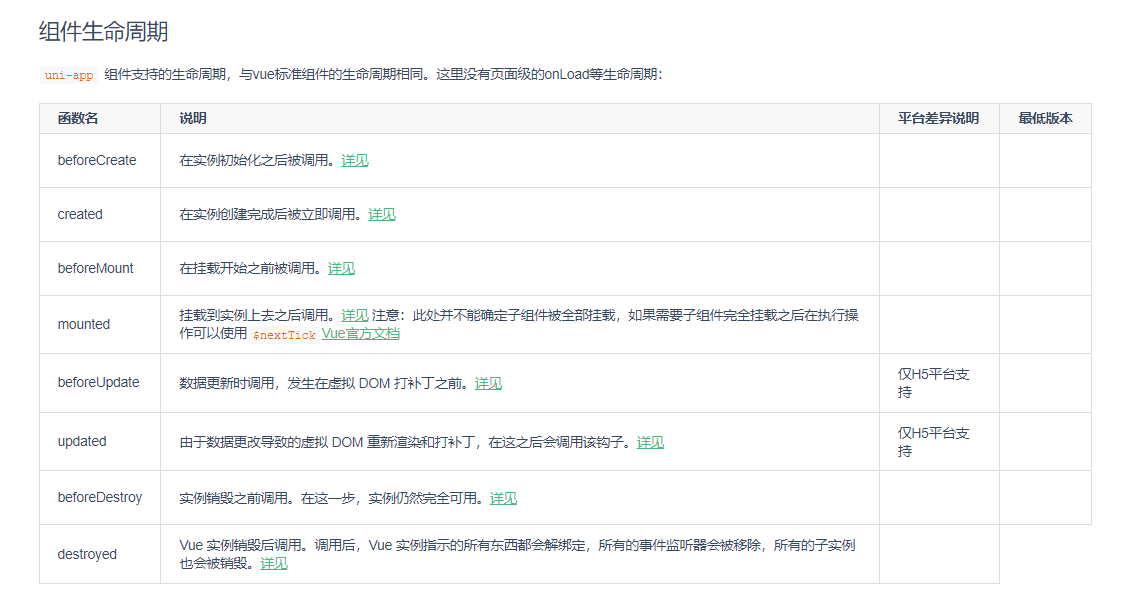 组件生命周期
uni-app 组件支持的生命周期，与vue标准组件的生命周期相同。这里没有页面级的onLoad等生命周期：
函数名 说明 平台差异说明 最低版本
beforeCreate 在实例初始化之后被调用。详见
created 在实例创建完成后被立即调用。详见
beforeMount 在挂载开始之前被调用。详见
mounted 挂载到实例上去之后调用。详见 注意：此处并不能确定子组件被全部挂载，如果需要子组件完全挂载之后在执行操
作可以使用 $nextTick Vue官方文档
beforeUpdate 数据更新时调用，发生在虚拟 DOM 打补丁之前。详见 仅H5平台支
持
updated 由于数据更改导致的虚拟 DOM 重新渲染和打补丁，在这之后会调用该钩子。详见 仅H5平台支
持
beforeDestroy 实例销毁之前调用。在这一步，实例仍然完全可用。详见
destroyed Vue 实例销毁后调用。调用后，Vue 实例指示的所有东西都会解绑定，所有的事件监听器会被移除，所有的子实例
也会被销毁。详见